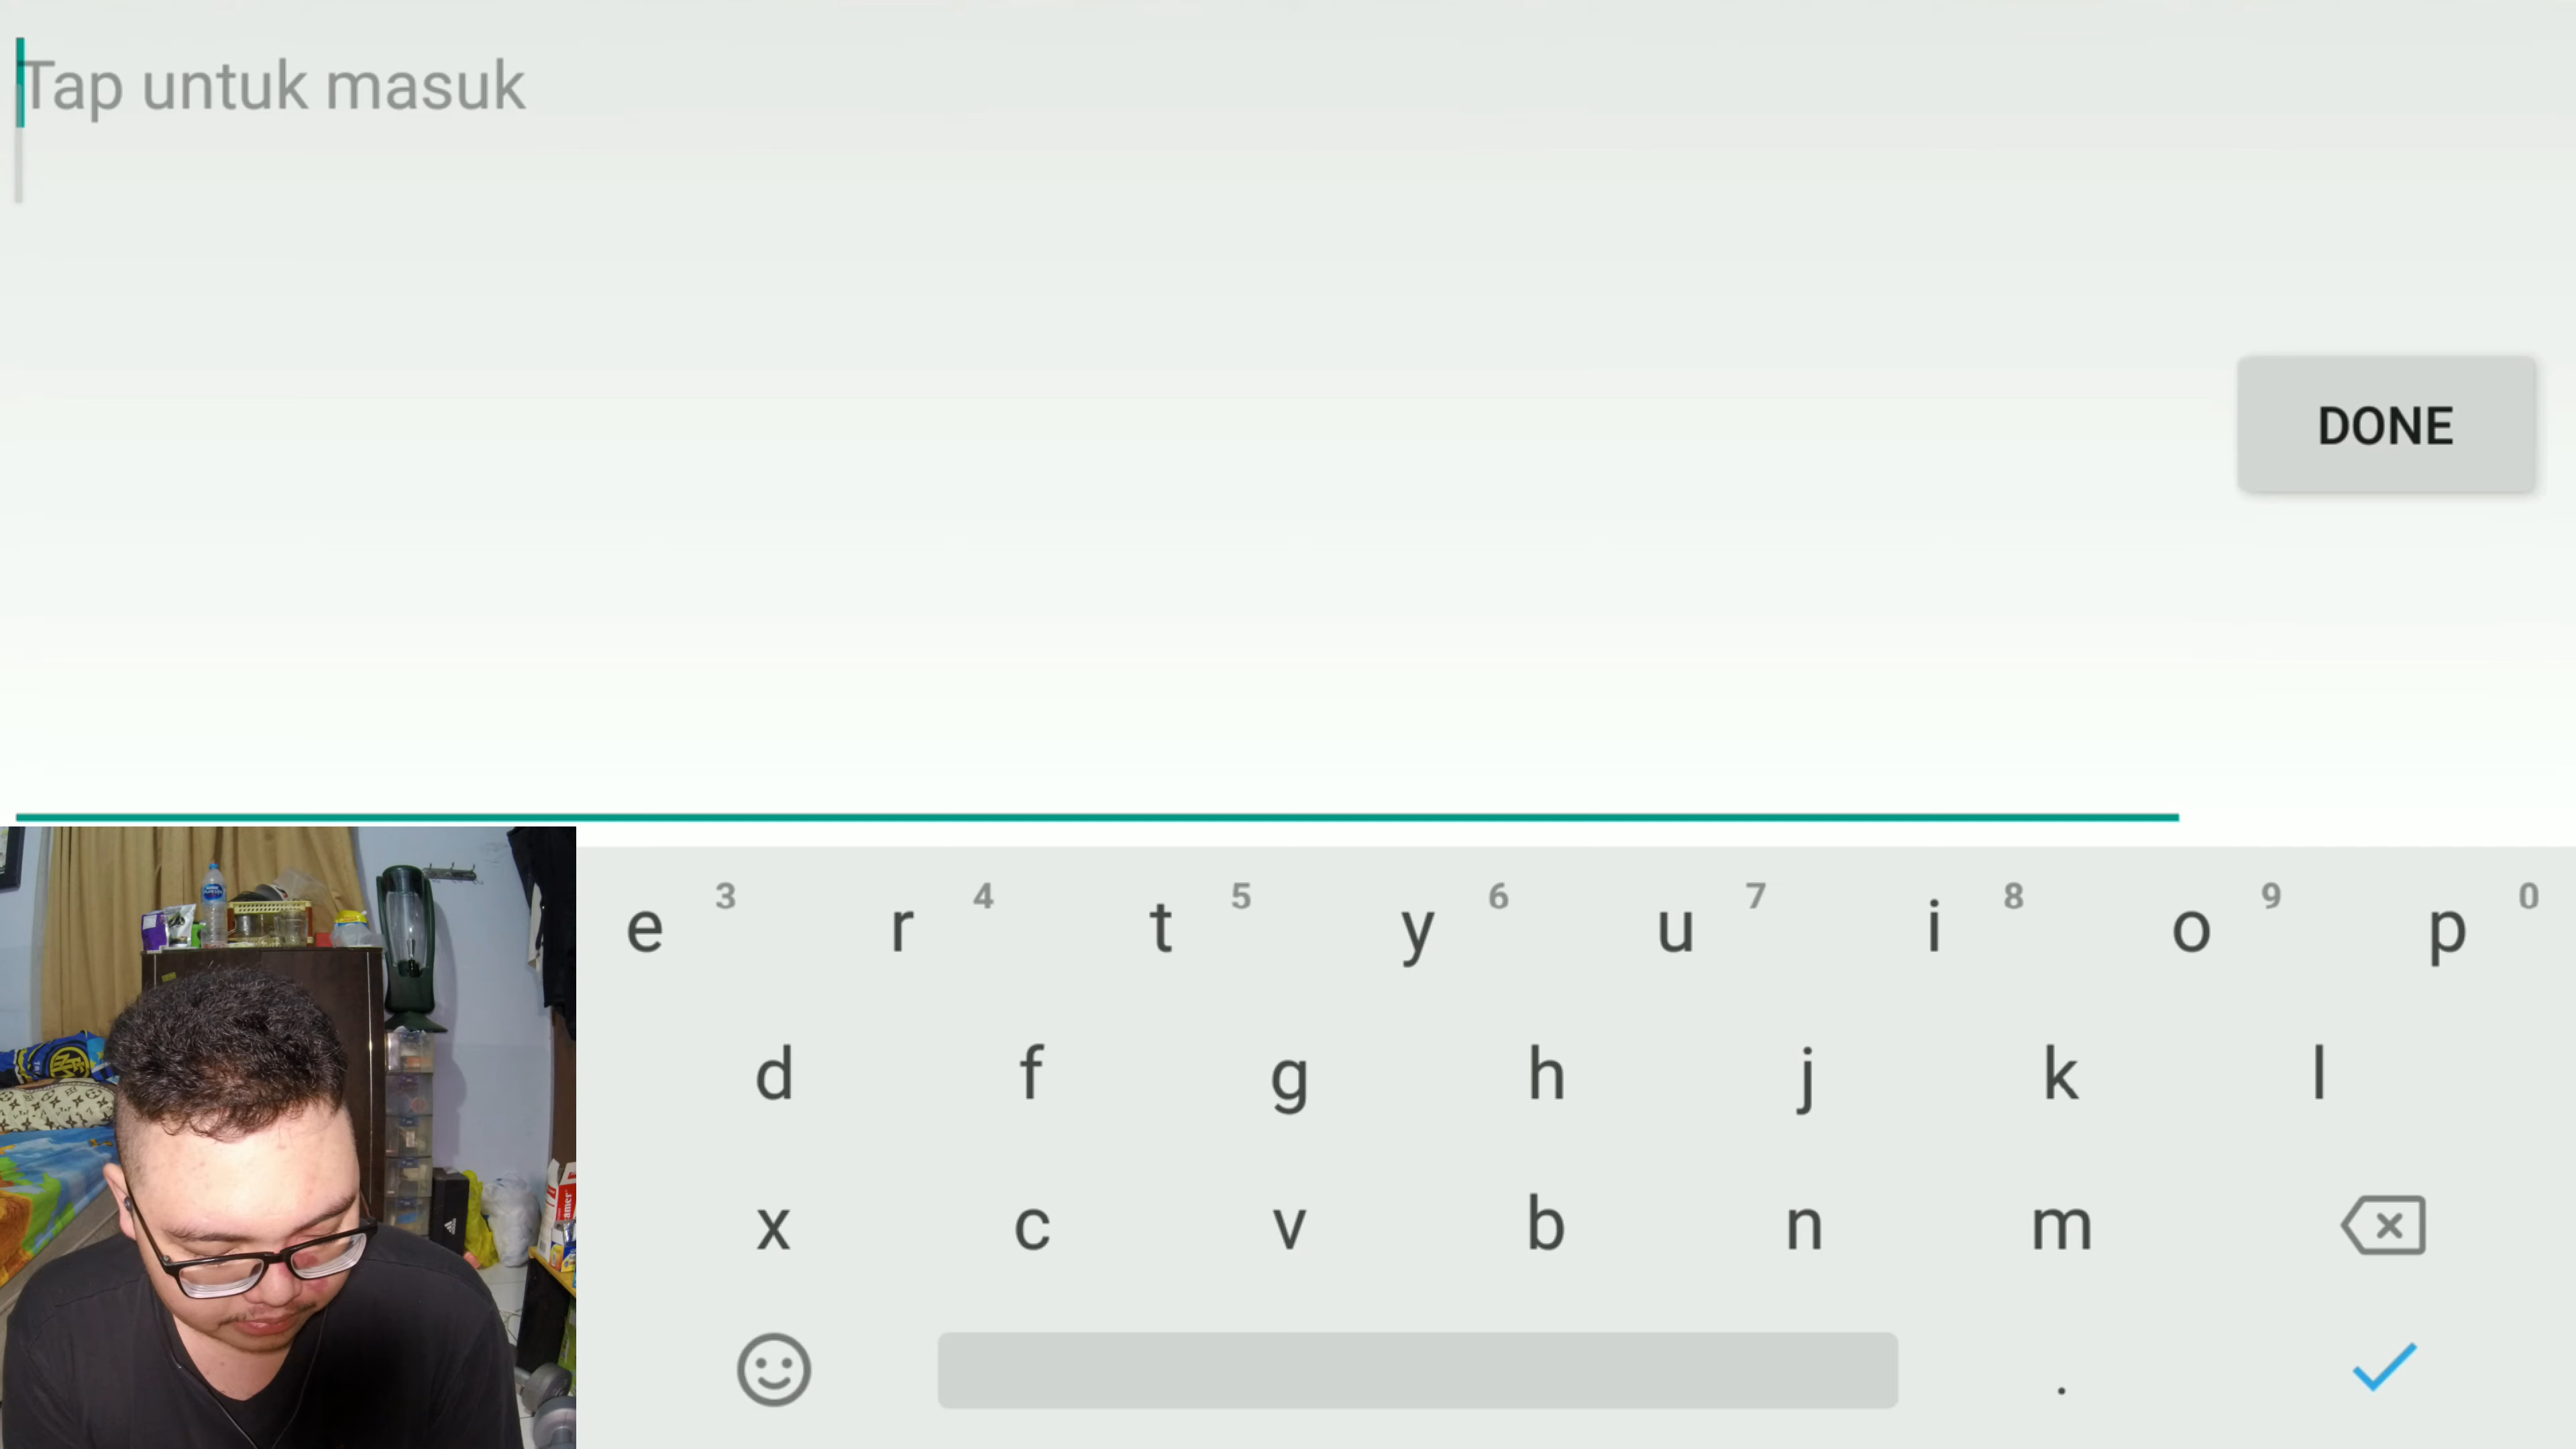 Tap untuk masuk
DONE
e 3 r 4 t 5 y 6 u 7 i 8 o 9 p 0
d f g h j k l
x c v b n m
.